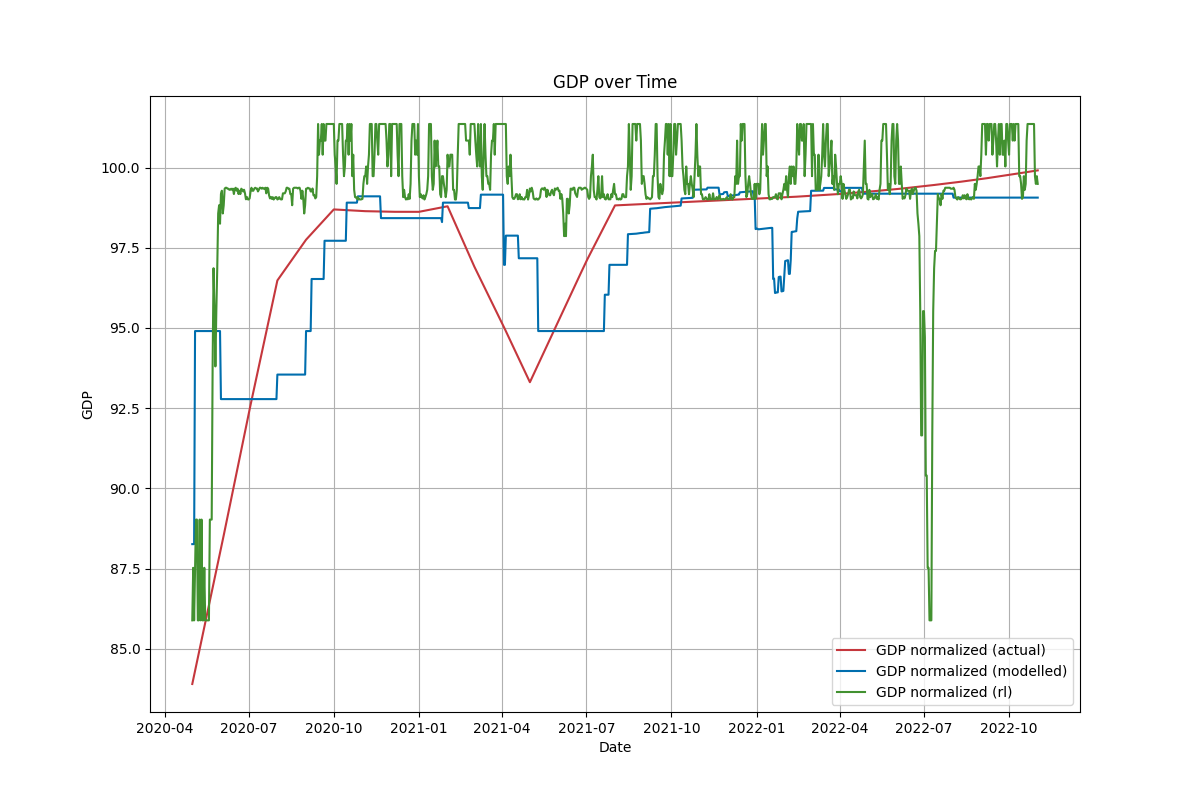 GDP over Time
GDP
100.0
97.5
95.0
92.5
90.0
87.5
85.0
GDP normalized (actual)
GDP normalized (modelled)
GDP normalized (rl)
2020-04 2020-07 2020-10 2021-01 2021-04 2021-07 2021-10 2022-01 2022-04 2022-07 2022-10
Date